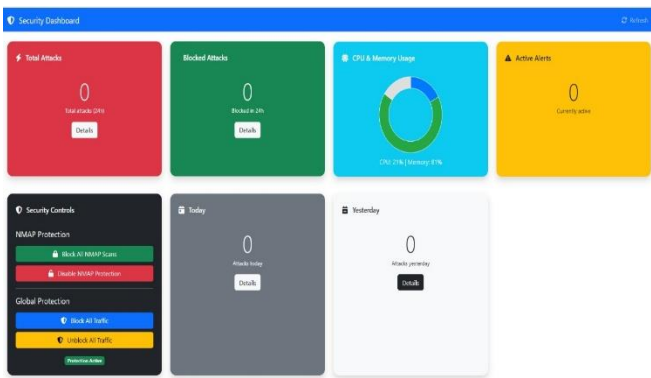 Security Dashboard
Refresh
Total Attacks
0
Total attacks (24h)
Details
Blocked Attacks
0
Blocked in 24h
Details
CPU & Memory Usage
CPU: 21% | Memory: 81%
Active Alerts
0
Currently active
Security Controls
NMAP Protection
Block All NMAP Scans
Disable NMAP Protection
Global Protection
Block All Traffic
Unblock All Traffic
Protection Active
Today
0
Attacks today
Details
Yesterday
0
Attacks yesterday
Details